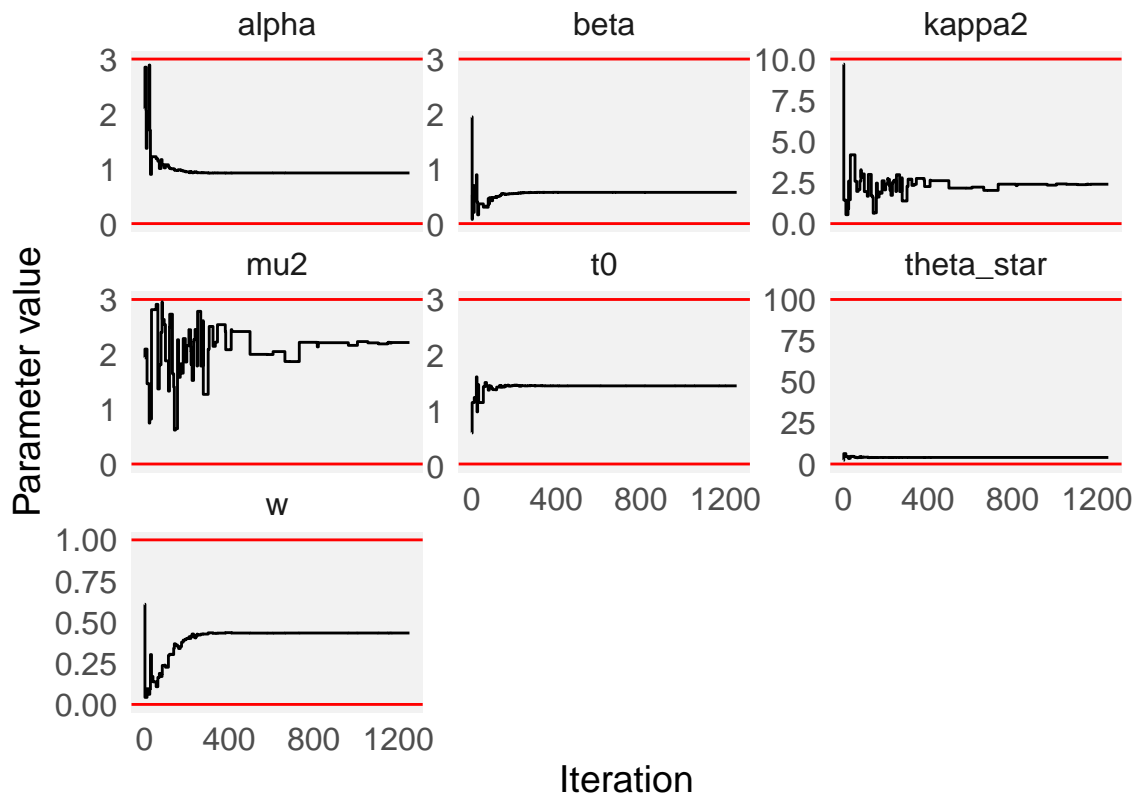 alpha beta kappa2
3 3 10.0
2 2 7.5
5.0
1 1 2.5
0 0 0.0
mu2 t0 theta_star
3 3 100
2 2 75
50
1 1 25
0 0 0
0 400 800 1200 0 400 800 1200
w
1.00
0.75
0.50
0.25
0.00
0 400 800 1200
Parameter value
Iteration